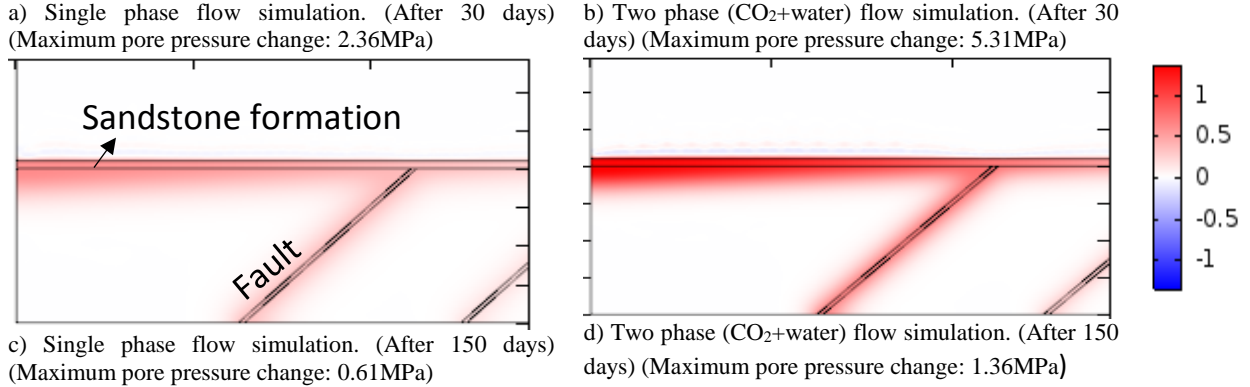 a) Single phase flow simulation. (After 30 days)
(Maximum pore pressure change: 2.36MPa)
b) Two phase (CO₂+water) flow simulation. (After 30
days) (Maximum pore pressure change: 5.31MPa)
Sandstone formation
Fault
1
0.5
0
-0.5
-1
c) Single phase flow simulation. (After 150 days)
(Maximum pore pressure change: 0.61MPa)
d) Two phase (CO₂+water) flow simulation. (After 150
days) (Maximum pore pressure change: 1.36MPa)